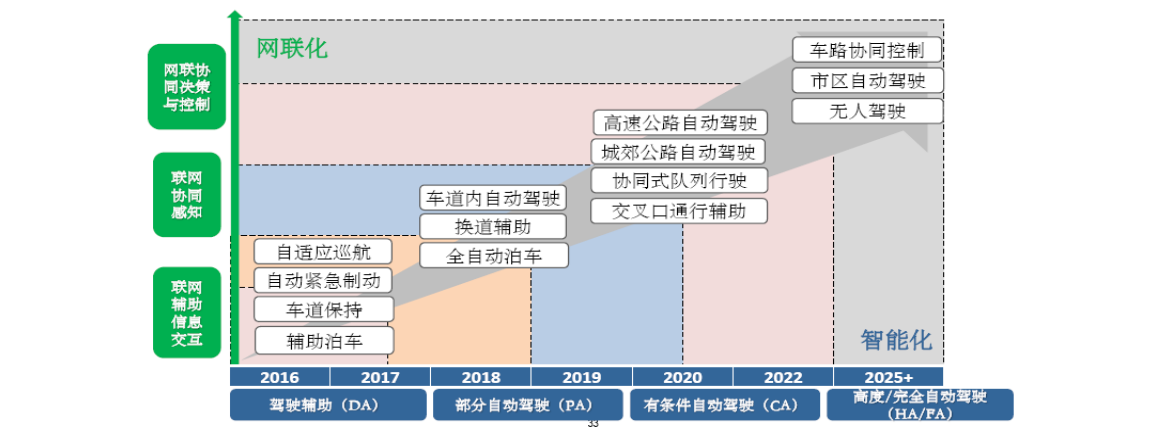 网联化
网联协
同决策
与控制
联网
协同
感知
联网
辅助
信息
交互
车路协同控制
市区自动驾驶
无人驾驶
高速公路自动驾驶
城郊公路自动驾驶
协同式队列行驶
交叉口通行辅助
车道内自动驾驶
换道辅助
全自动泊车
自适应巡航
自动紧急制动
车道保持
辅助泊车
智能化
2016 2017 2018 2019 2020 2022 2025+
驾驶辅助（DA） 部分自动驾驶（PA） 有条件自动驾驶（CA） 高度/完全自动驾驶
（HA/FA）
33